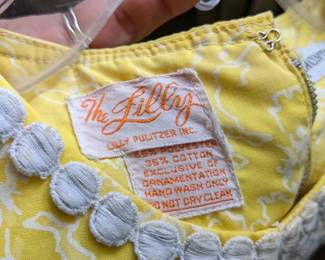 The Lilly
LILLY PULITZER INC.
65% POLYESTER
35% COTTON
EXCLUSIVE OF
ORNAMENTATION
HAND WASH ONLY
DO NOT DRY CLEAN